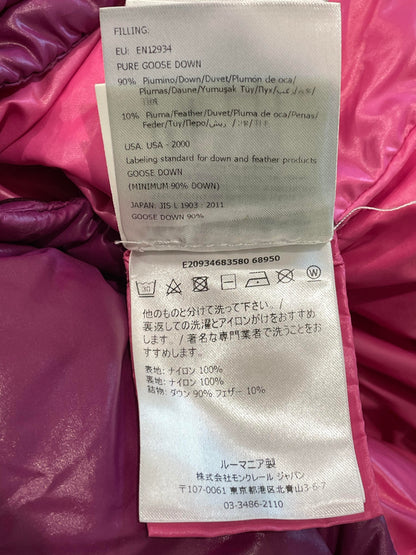 FILLING:
EU: EN12934
PURE GOOSE DOWN
90% Piumino/Down/Duvet/Plumon de oca/
Plumas/Daune/Yumuşak Tüy/Пух/
10% Piuma/Feather/Duvet/Pluma de oca/Penas/
Feder/Tüy/Перо/ریش/
USA. USA - 2000
Labeling standard for down and feather products
GOOSE DOWN
(MINIMUM 90% DOWN)
JAPAN: JIS L 1903 - 2011
GOOSE DOWN 90%
E20934683580 68950
30
W
他のものと分けて洗って下さい。/
裏返しての洗濯とアイロンがけをおすす
めします。/ 著名な専門業者で洗うことをお
すすめします。
表地: ナイロン 100%
裏地: ナイロン 100%
詰物: ダウン 90% フェザー 10%
ルーマニア製
株式会社モンクレール ジャパン
〒107-0061 東京都港区北青山3-6-7
03-3486-2110